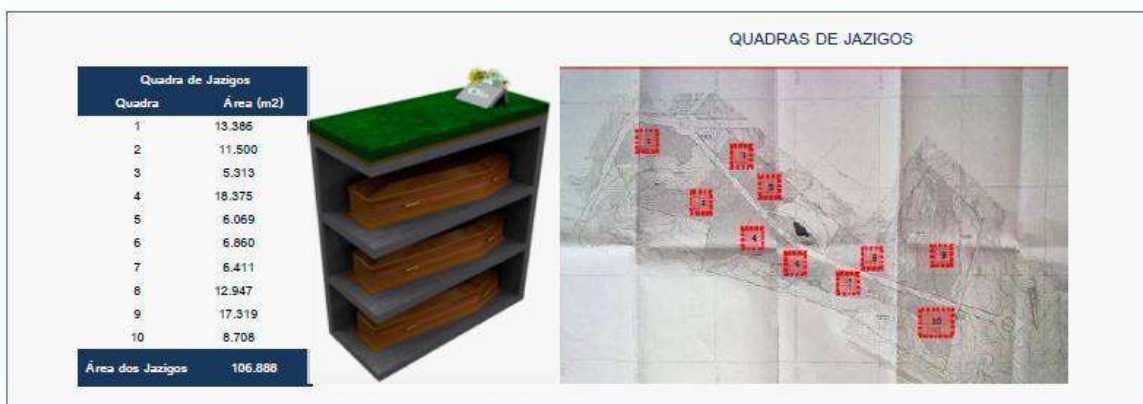 QUADRAS DE JAZIGOS
Quadra de Jazigos
Quadra Área (m2)
1 13.386
2 11.500
3 5.313
4 18.375
5 6.069
6 6.860
7 6.411
8 12.947
9 17.319
10 8.708
Área dos Jazigos 106.888
10